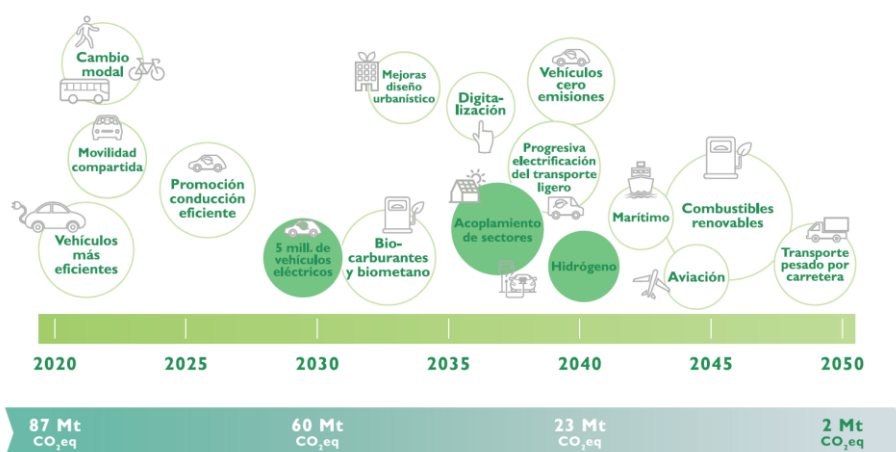 Cambio
modal
Movilidad
compartida
Vehículos
más
eficientes
Promoción
conducción
eficiente
5 mill. de
vehículos
eléctricos
Mejoras
diseño
urbanístico
Bio-
carburantes
y biometano
Digita-
lización
Vehículos
cero
emisiones
Progresiva
electrificación
del transporte
ligero
Acoplamiento
de sectores
Hidrógeno
Marítimo
Combustibles
renovables
Aviación
Transporte
pesado por
carretera
2020 2025 2030 2035 2040 2045 2050
87 Mt 60 Mt 23 Mt 2 Mt
CO₂eq CO₂eq CO₂eq CO₂eq